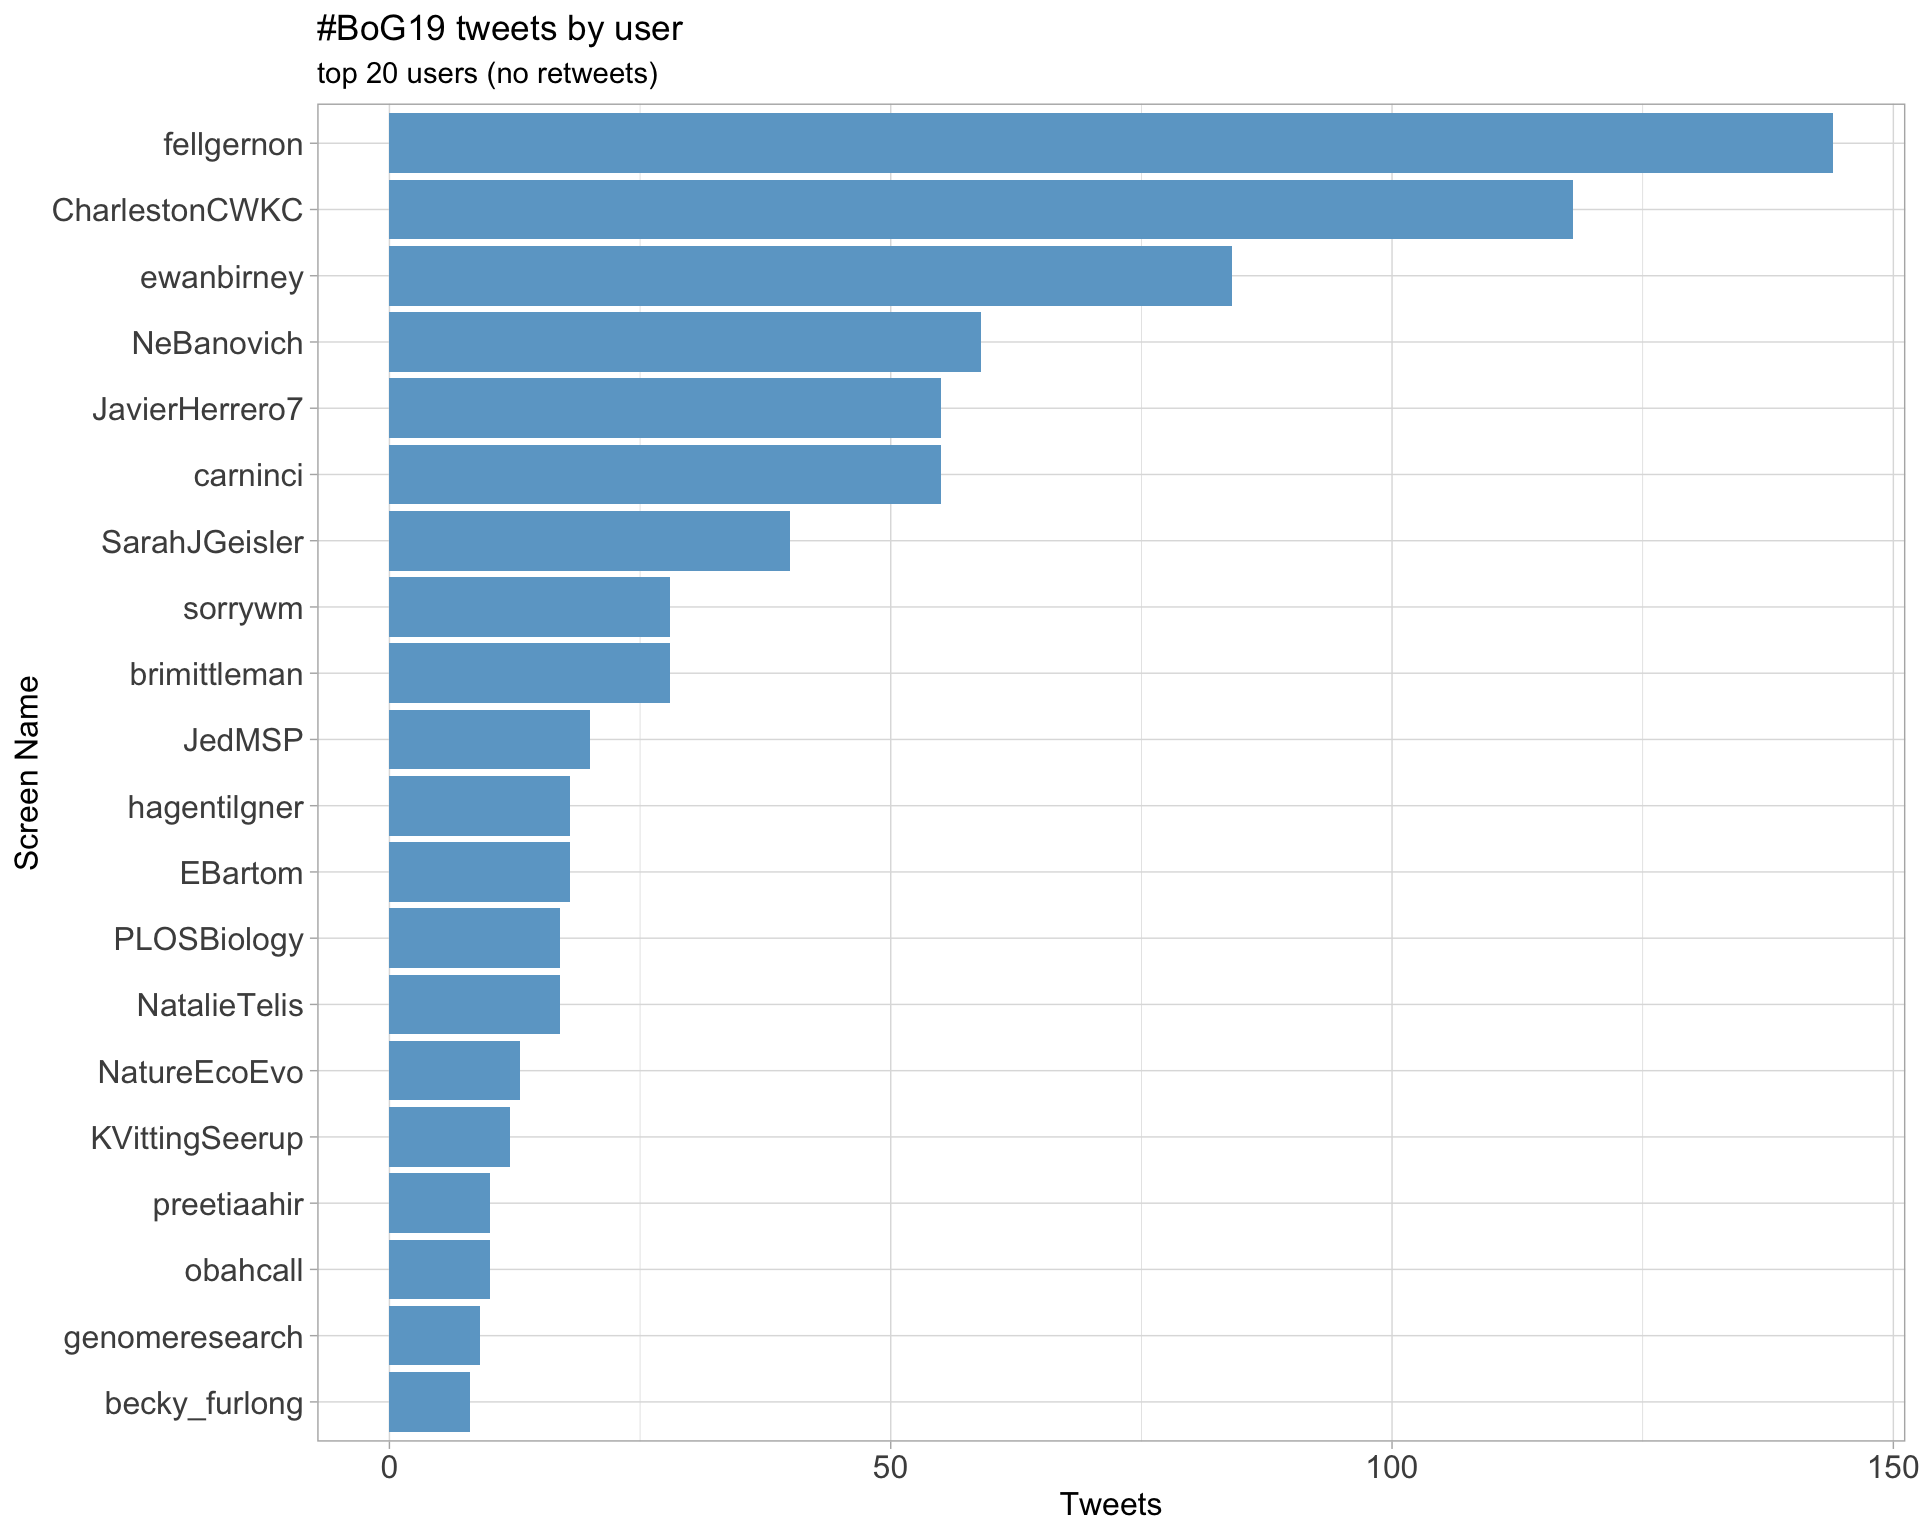 #BoG19 tweets by user
top 20 users (no retweets)
fellgernon
CharlestonCWKC
ewanbirney
NeBanovich
JavierHerrero7
carninci
SarahJGeisler
sorrywm
brimittleman
JedMSP
hagentilgner
EBartom
PLOSBiology
NatalieTelis
NatureEcoEvo
KVittingSeerup
preetiaahir
obahcall
genomeresearch
becky_furlong
Screen Name
0 50 100 150
Tweets